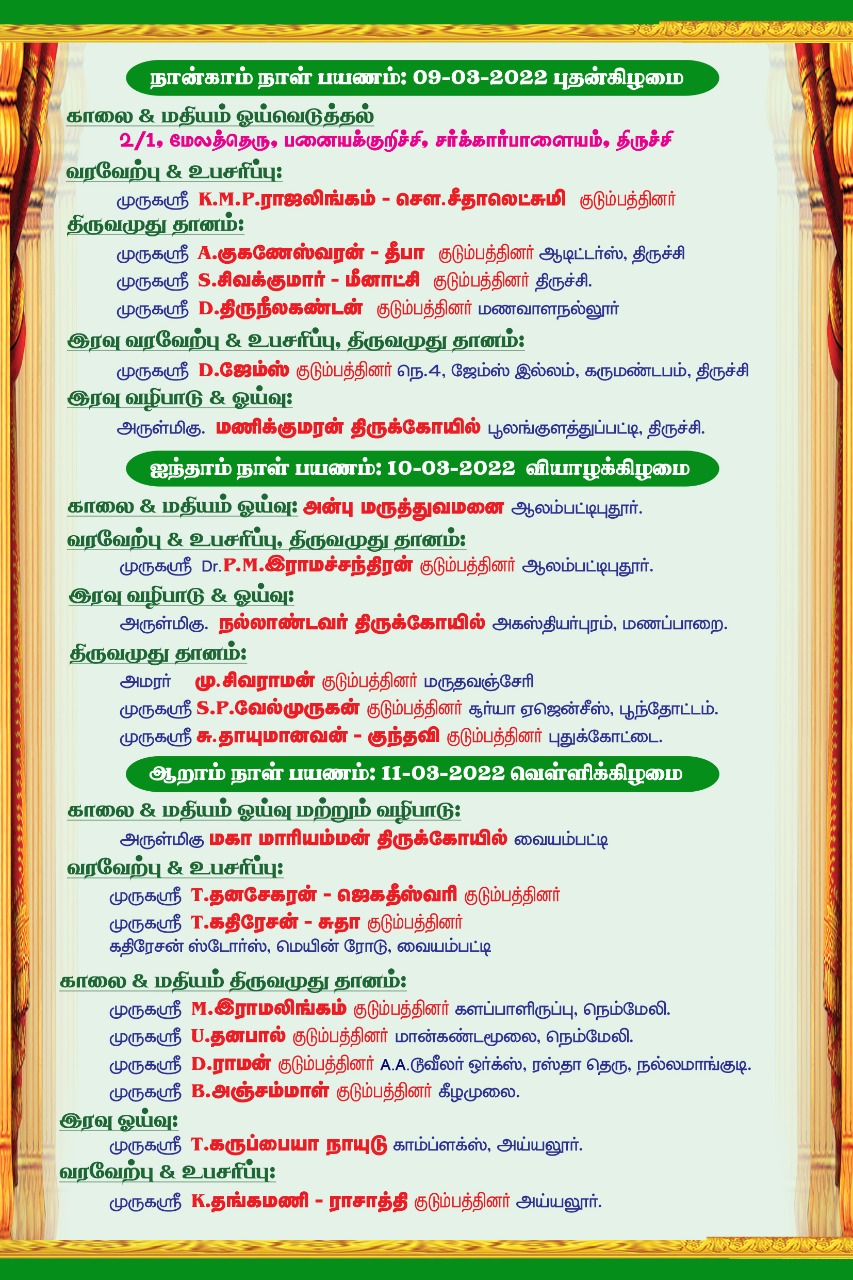 நான்காம் நாள் பயணம்: 09-03-2022 புதன்கிழமை
காலை & மதியம் ஓய்வெடுத்தல்
2/1, மேலத்தெரு, பனையக்குறிச்சி, சர்க்கார்பாளையம், திருச்சி
வரவேற்பு & உபசரிப்பு:
முருகஸ்ரீ K.M.P.ராஜலிங்கம் - சௌ.சீதாலெட்சுமி குடும்பத்தினர்
திருவமுது தானம்:
முருகஸ்ரீ A.குகணேஸ்வரன் - தீபா குடும்பத்தினர் ஆடிட்டர்ஸ், திருச்சி
முருகஸ்ரீ S.சிவக்குமார் - மீனாட்சி குடும்பத்தினர் திருச்சி.
முருகஸ்ரீ D.திருநீலகண்டன் குடும்பத்தினர் மணவாளநல்லூர்
இரவு வரவேற்பு & உபசரிப்பு, திருவமுது தானம்:
முருகஸ்ரீ D.ஜேம்ஸ் குடும்பத்தினர் நெ.4, ஜேம்ஸ் இல்லம், கருமண்டபம், திருச்சி
இரவு வழிபாடு & ஓய்வு:
அருள்மிகு. மணிக்குமரன் திருக்கோயில் பூலங்குளத்துப்பட்டி, திருச்சி.
ஐந்தாம் நாள் பயணம்: 10-03-2022 வியாழக்கிழமை
காலை & மதியம் ஓய்வு: அன்பு மருத்துவமனை ஆலம்பட்டிபுதூர்.
வரவேற்பு & உபசரிப்பு, திருவமுது தானம்:
முருகஸ்ரீ Dr.P.M.இராமச்சந்திரன் குடும்பத்தினர் ஆலம்பட்டிபுதூர்.
இரவு வழிபாடு & ஓய்வு:
அருள்மிகு. நல்லாண்டவர் திருக்கோயில் அகஸ்தியர்புரம், மணப்பாறை.
திருவமுது தானம்:
அமரர் மு.சிவராமன் குடும்பத்தினர் மருதவஞ்சேரி
முருகஸ்ரீ S.P.வேல்முருகன் குடும்பத்தினர் சூர்யா ஏஜென்சீஸ், பூந்தோட்டம்.
முருகஸ்ரீ சு.தாயுமானவன் - குந்தவி குடும்பத்தினர் புதுக்கோட்டை.
ஆறாம் நாள் பயணம்: 11-03-2022 வெள்ளிக்கிழமை
காலை & மதியம் ஓய்வு மற்றும் வழிபாடு:
அருள்மிகு மகா மாரியம்மன் திருக்கோயில் வையம்பட்டி
வரவேற்பு & உபசரிப்பு:
முருகஸ்ரீ T.தனசேகரன் - ஜெகதீஸ்வரி குடும்பத்தினர்
முருகஸ்ரீ T.கதிரேசன் - சுதா குடும்பத்தினர்
கதிரேசன் ஸ்டோர்ஸ், மெயின் ரோடு, வையம்பட்டி
காலை & மதியம் திருவமுது தானம்:
முருகஸ்ரீ M.இராமலிங்கம் குடும்பத்தினர் களப்பாளிருப்பு, நெம்மேலி.
முருகஸ்ரீ U.தனபால் குடும்பத்தினர் மான்கண்டமூலை, நெம்மேலி.
முருகஸ்ரீ D.ராமன் குடும்பத்தினர் A.A.டூவீலர் ஒர்க்ஸ், ரஸ்தா தெரு, நல்லமாங்குடி.
முருகஸ்ரீ B.அஞ்சம்மாள் குடும்பத்தினர் கீழமுலை.
இரவு ஓய்வு:
முருகஸ்ரீ T.கருப்பையா நாயுடு காம்ப்ளக்ஸ், அய்யலூர்.
வரவேற்பு & உபசரிப்பு:
முருகஸ்ரீ K.தங்கமணி - ராசாத்தி குடும்பத்தினர் அய்யலூர்.